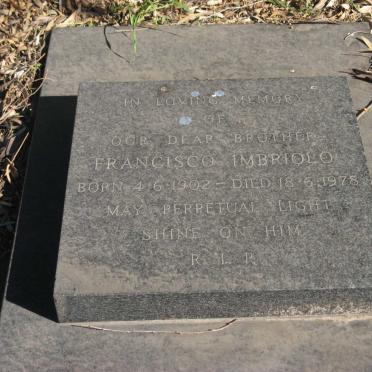 IN LOVING MEMORY
OF
OUR DEAR BROTHER
FRANCISCO IMBRIOLO
BORN 4.6.1902 – DIED 18.6.1978
MAY PERPETUAL LIGHT
SHINE ON HIM
R. I. P.